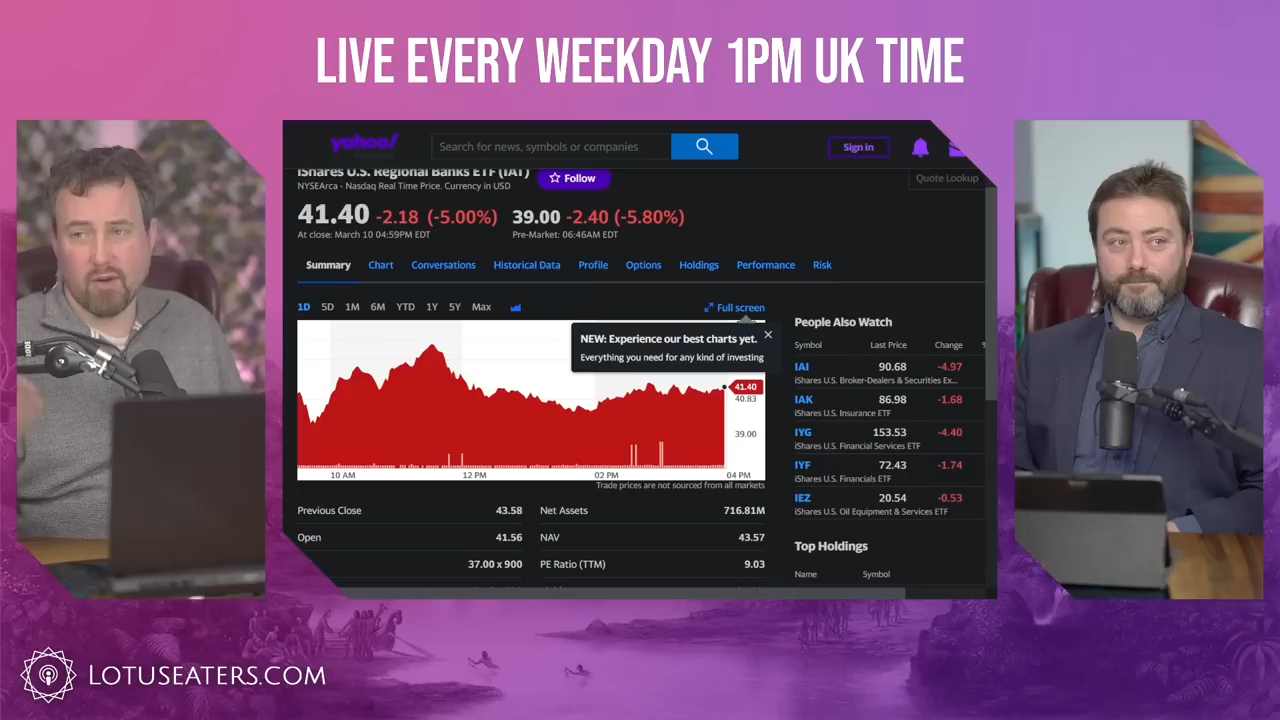 LIVE EVERY WEEKDAY 1PM UK TIME
yahoo!
Search for news, symbols or companies
Sign in
iShares U.S. Regional Banks ETF (IAT)
Follow
NYSEArca - Nasdaq Real Time Price. Currency in USD
Quote Lookup
41.40 -2.18 (-5.00%) 39.00 -2.40 (-5.80%)
At close: March 10 04:59PM EDT Pre-Market: 06:46AM EDT
Summary Chart Conversations Historical Data Profile Options Holdings Performance Risk
1D 5D 1M 6M YTD 1Y 5Y Max Full screen
NEW: Experience our best charts yet.
Everything you need for any kind of investing
41.40
40.83
39.00
10 AM 12 PM 02 PM 04 PM
Trade prices are not sourced from all markets
Previous Close 43.58 Net Assets 716.81M
Open 41.56 NAV 43.57
37.00 x 900 PE Ratio (TTM) 9.03
People Also Watch
Symbol Last Price Change
IAI 90.68 -4.97
iShares U.S. Broker-Dealers & Securities Ex...
IAK 86.98 -1.68
iShares U.S. Insurance ETF
IYG 153.53 -4.40
iShares U.S. Financial Services ETF
IYF 72.43 -1.74
iShares U.S. Financials ETF
IEZ 20.54 -0.53
iShares U.S. Oil Equipment & Services ETF
Top Holdings
Name Symbol
LOTUSEATERS.COM